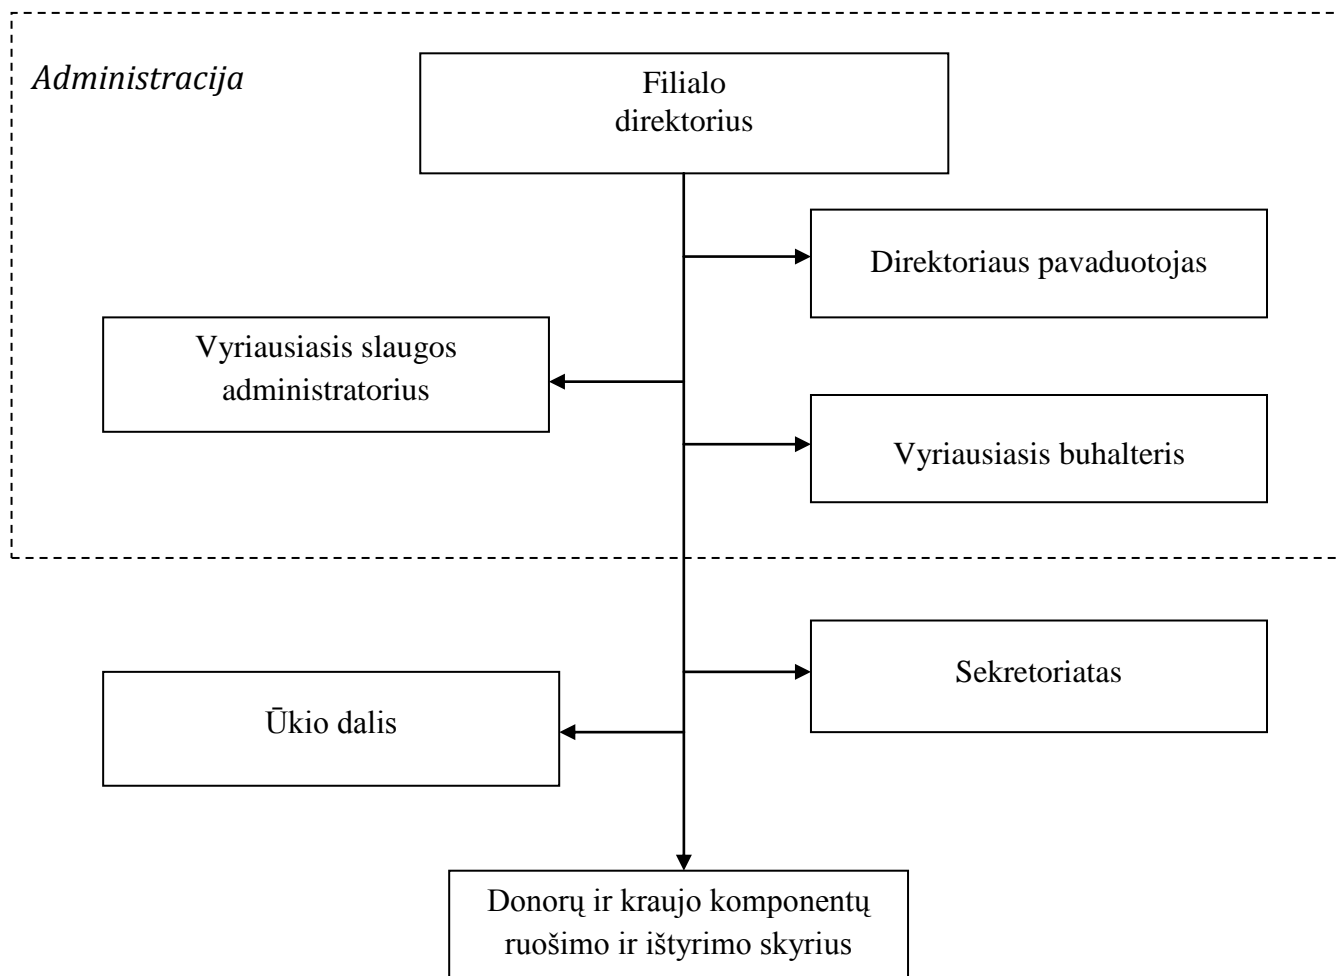 Administracija
Filialo
direktorius
Direktoriaus pavaduotojas
Vyriausiasis slaugos
administratorius
Vyriausiasis buhalteris
Sekretoriatas
Ūkio dalis
Donorų ir kraujo komponentų
ruošimo ir ištyrimo skyrius